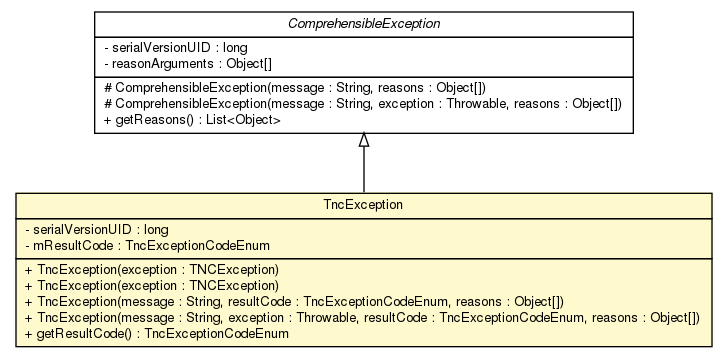 ComprehensibleException
- serialVersionUID : long
- reasonArguments : Object[]
# ComprehensibleException(message : String, reasons : Object[])
# ComprehensibleException(message : String, exception : Throwable, reasons : Object[])
+ getReasons() : List<Object>
TncException
- serialVersionUID : long
- mResultCode : TncExceptionCodeEnum
+ TncException(exception : TNCException)
+ TncException(exception : TNCException)
+ TncException(message : String, resultCode : TncExceptionCodeEnum, reasons : Object[])
+ TncException(message : String, exception : Throwable, resultCode : TncExceptionCodeEnum, reasons : Object[])
+ getResultCode() : TncExceptionCodeEnum